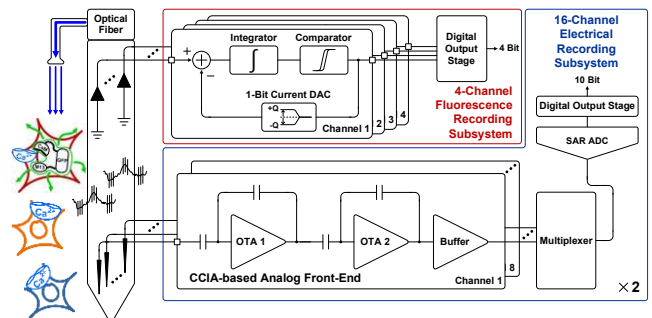 Optical
Fiber
Integrator
Comparator
+
−
1-Bit Current DAC
+Q
-Q
Channel 1
2
3
4
Digital
Output
Stage
4 Bit
4-Channel
Fluorescence
Recording
Subsystem
16-Channel
Electrical
Recording
Subsystem
10 Bit
Digital Output Stage
SAR ADC
Multiplexer
OTA 1
OTA 2
Buffer
CCIA-based Analog Front-End
Channel 1
8
×2
Ca2+
M13
Ca2+
Ca2+